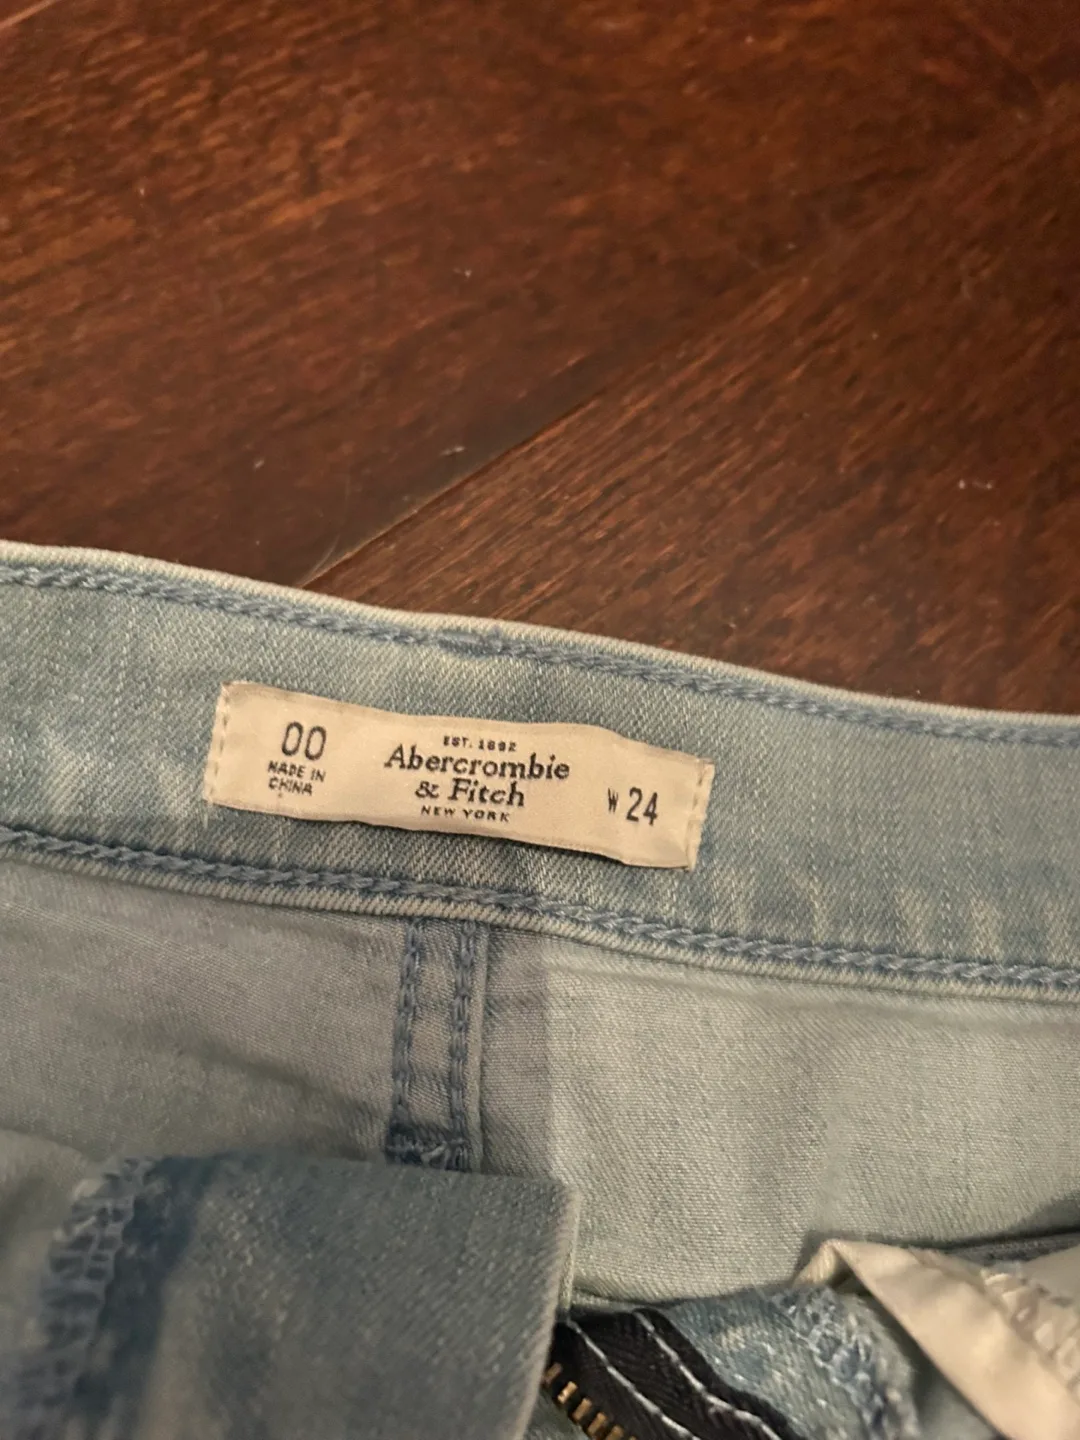 00
MADE IN
CHINA
EST. 1892
Abercrombie
& Fitch
NEW YORK
W 24